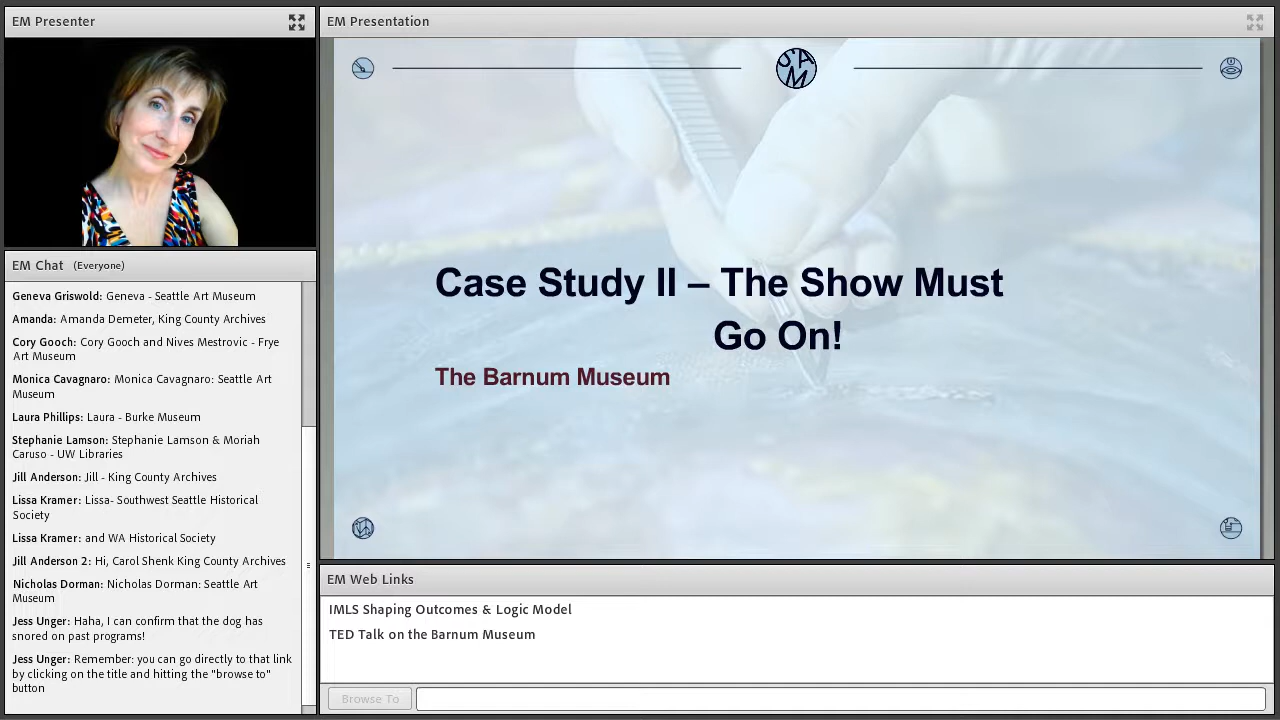 EM Presenter
EM Chat (Everyone)
Geneva Griswold: Geneva - Seattle Art Museum
Amanda: Amanda Demeter, King County Archives
Cory Gooch: Cory Gooch and Nives Mestrovic - Frye
Art Museum
Monica Cavagnaro: Monica Cavagnaro: Seattle Art
Museum
Laura Phillips: Laura - Burke Museum
Stephanie Lamson: Stephanie Lamson & Moriah
Caruso - UW Libraries
Jill Anderson: Jill - King County Archives
Lissa Kramer: Lissa- Southwest Seattle Historical
Society
Lissa Kramer: and WA Historical Society
Jill Anderson 2: Hi, Carol Shenk King County Archives
Nicholas Dorman: Nicholas Dorman: Seattle Art
Museum
Jess Unger: Haha, I can confirm that the dog has
snored on past programs!
Jess Unger: Remember: you can go directly to that link
by clicking on the title and hitting the "browse to"
button
EM Presentation
SAM
Case Study II – The Show Must
Go On!
The Barnum Museum
EM Web Links
IMLS Shaping Outcomes & Logic Model
TED Talk on the Barnum Museum
Browse To